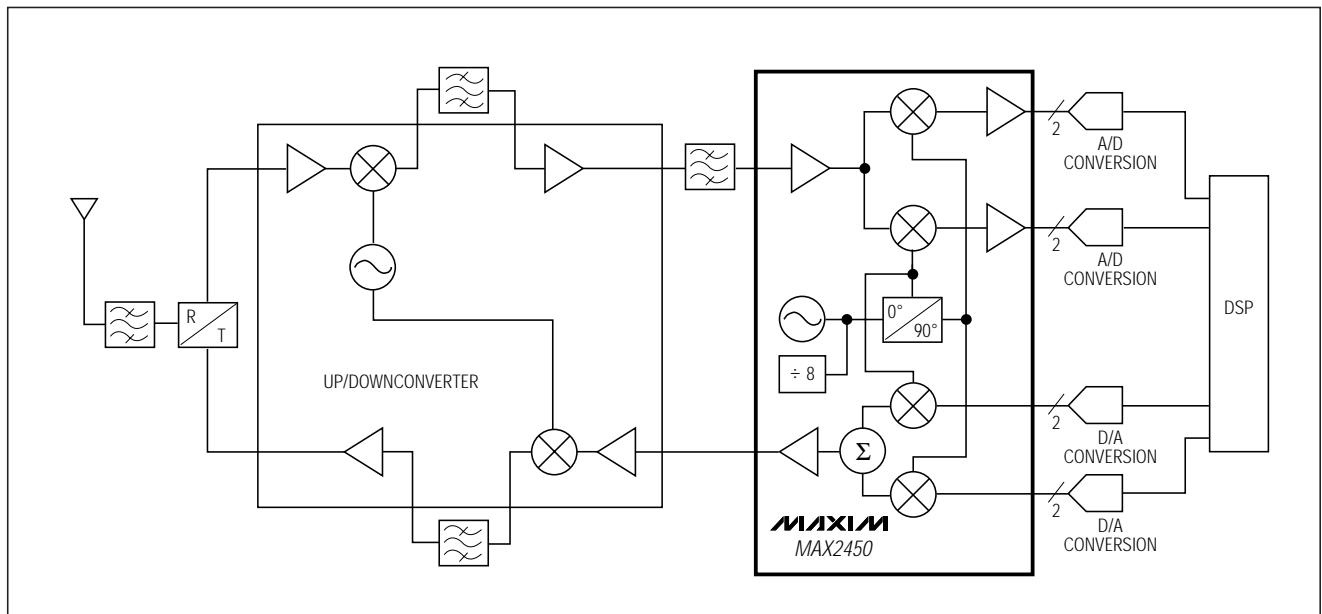 R
T
UP/DOWNCONVERTER
0°
90°
÷ 8
Σ
MAXIM
MAX2450
2
A/D
CONVERSION
2
A/D
CONVERSION
DSP
2
D/A
CONVERSION
2
D/A
CONVERSION